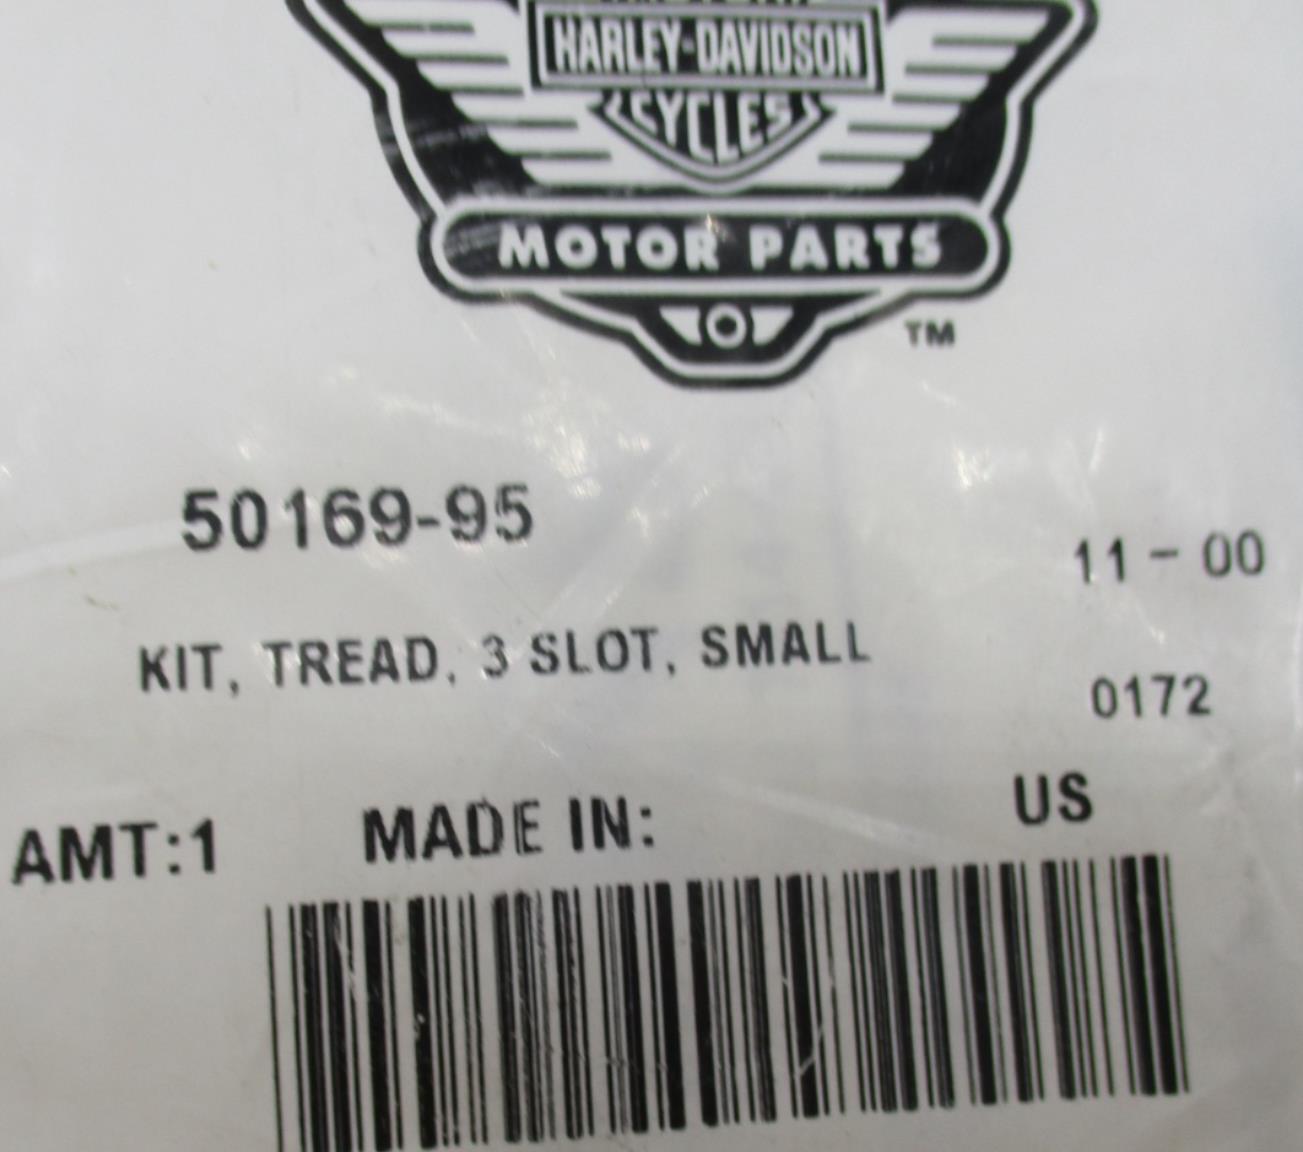 HARLEY-DAVIDSON
CYCLES
MOTOR PARTS
TM
50169-95
11-00
KIT, TREAD, 3 SLOT, SMALL
0172
AMT:1 MADE IN: US